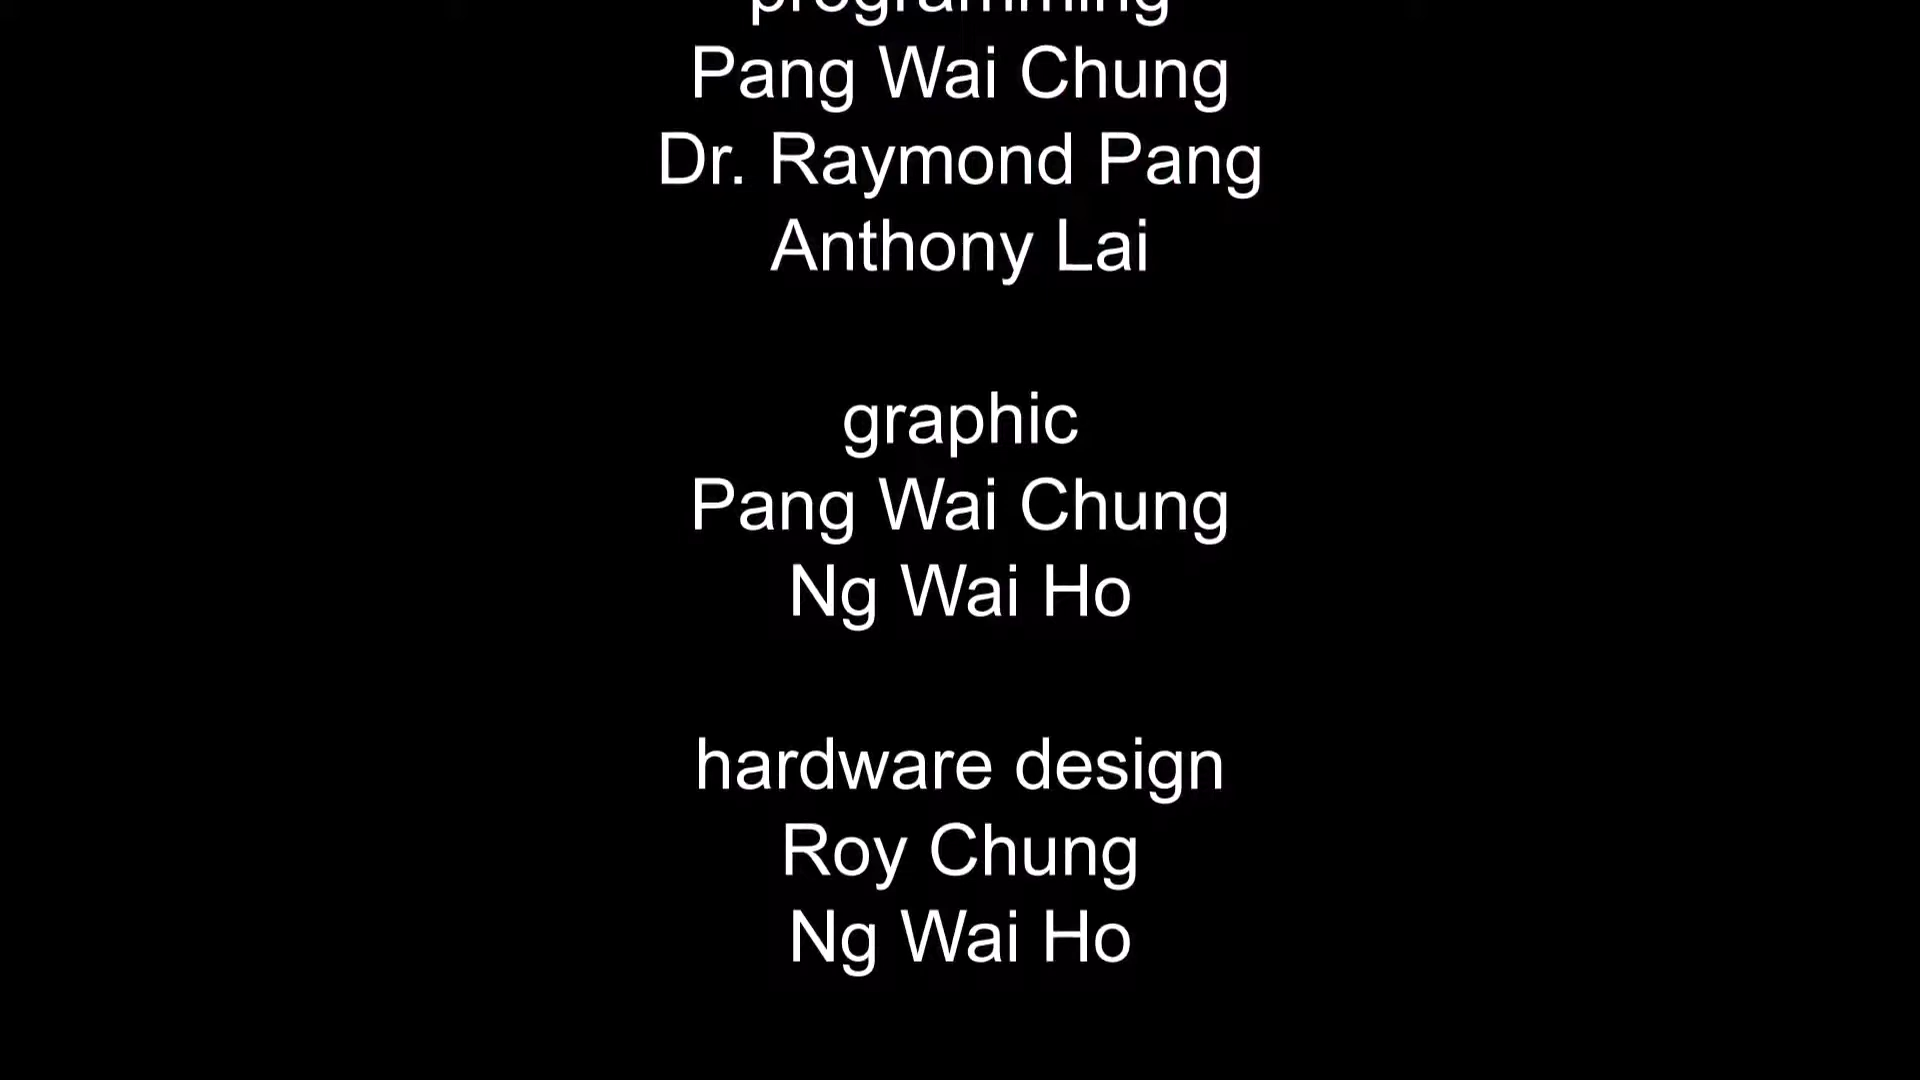 programming
Pang Wai Chung
Dr. Raymond Pang
Anthony Lai
graphic
Pang Wai Chung
Ng Wai Ho
hardware design
Roy Chung
Ng Wai Ho